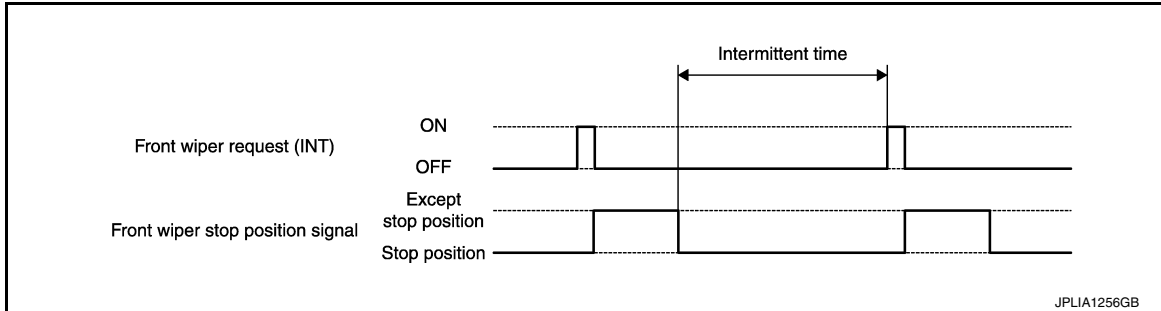 Intermittent time
ON
Front wiper request (INT)
OFF
Except
stop position
Front wiper stop position signal
Stop position
JPLIA1256GB